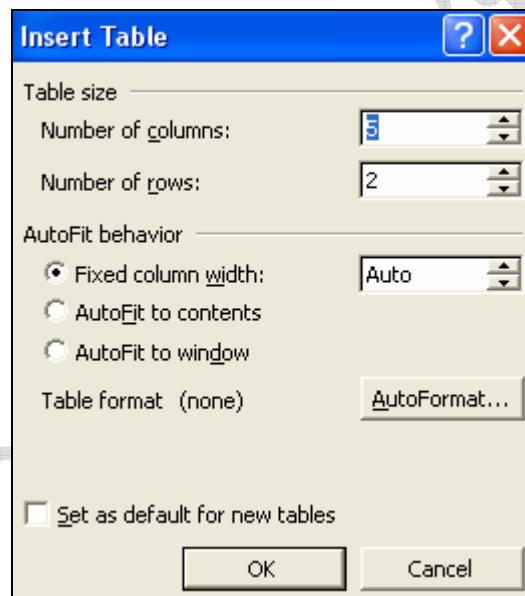 Insert Table
Table size
Number of columns: 5
Number of rows: 2
AutoFit behavior
Fixed column width: Auto
AutoFit to contents
AutoFit to window
Table format (none) AutoFormat...
Set as default for new tables
OK Cancel